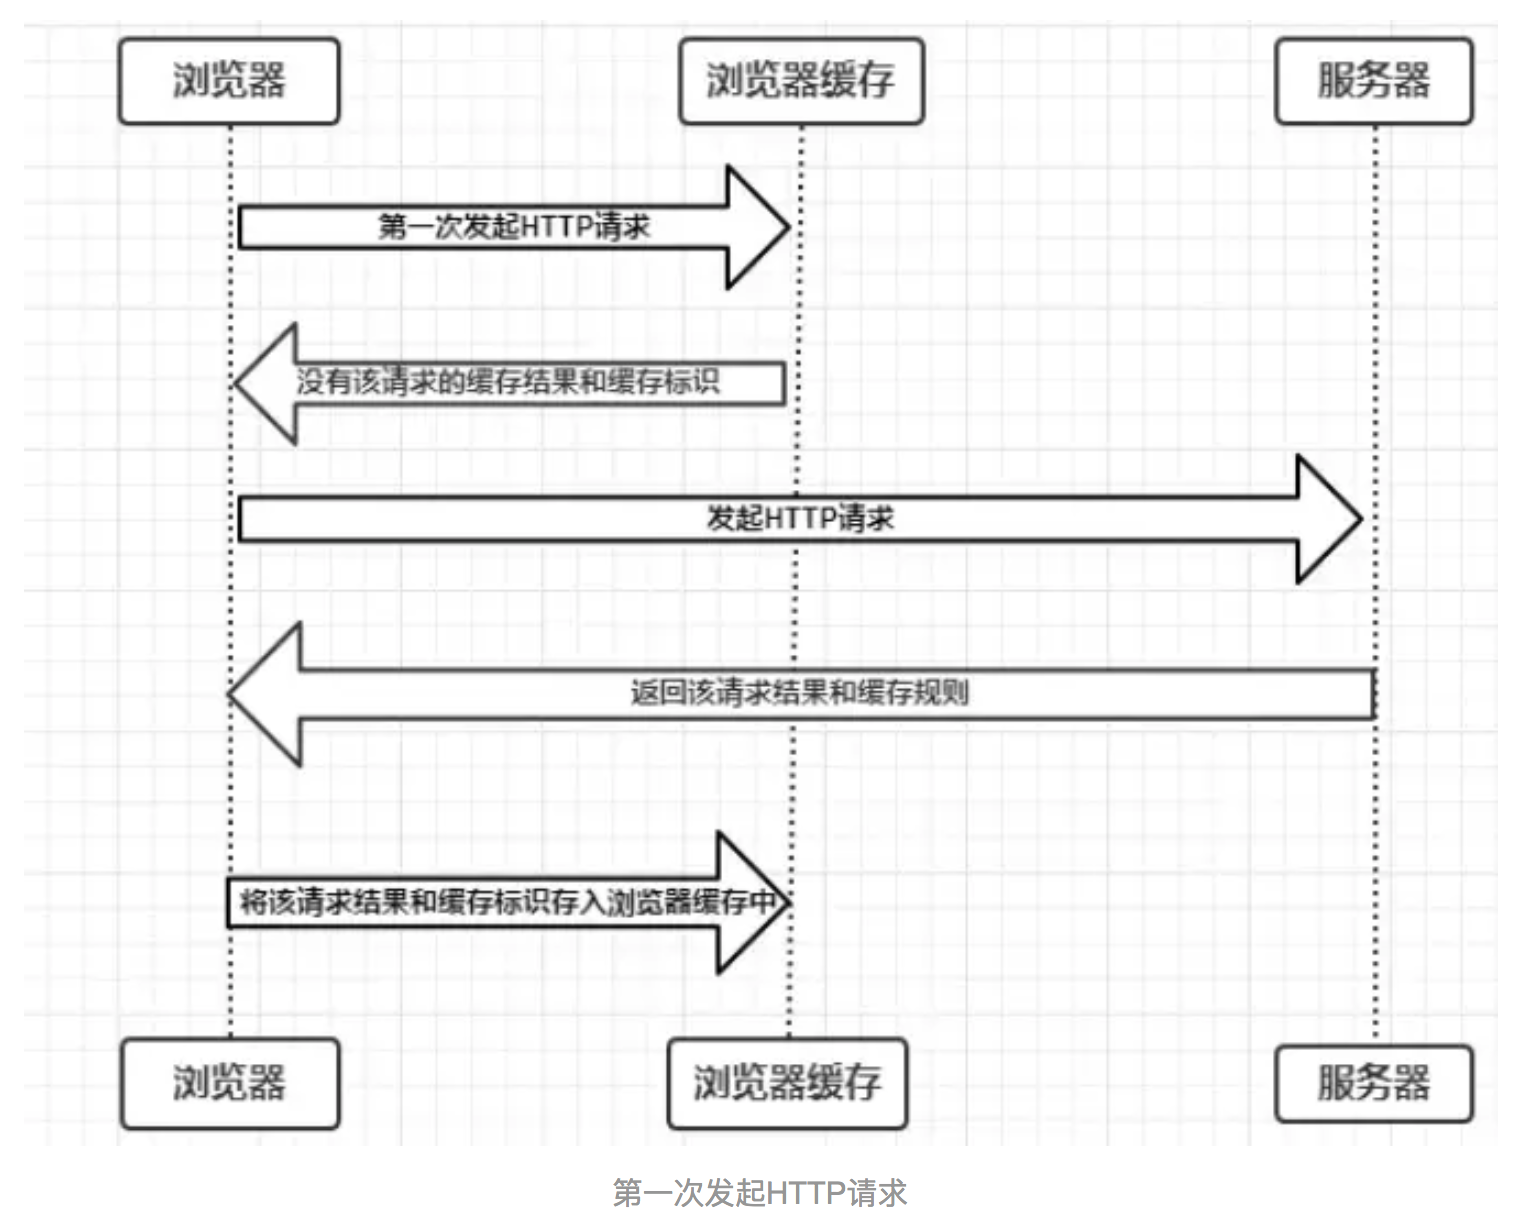 浏览器
浏览器缓存
服务器
第一次发起HTTP请求
没有该请求的缓存结果和缓存标识
发起HTTP请求
返回该请求结果和缓存规则
将该请求结果和缓存标识存入浏览器缓存中
浏览器
浏览器缓存
服务器
第一次发起HTTP请求